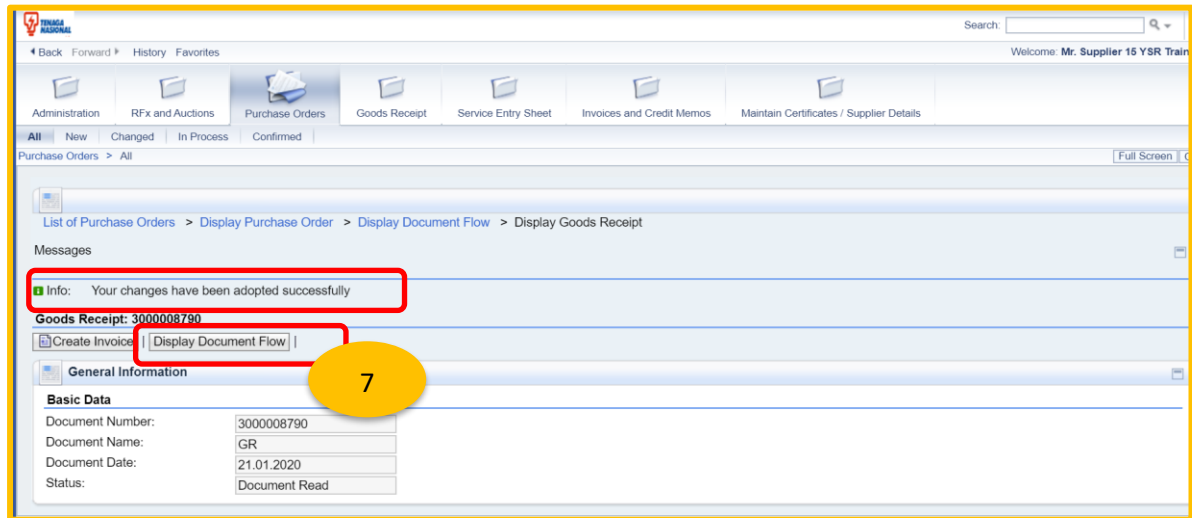 TENAGA
NASIONAL
Search:
Back Forward History Favorites
Welcome: Mr. Supplier 15 YSR Train
Administration RFx and Auctions Purchase Orders Goods Receipt Service Entry Sheet Invoices and Credit Memos Maintain Certificates / Supplier Details
All New Changed In Process Confirmed
Purchase Orders > All
Full Screen
List of Purchase Orders > Display Purchase Order > Display Document Flow > Display Goods Receipt
Messages
Info: Your changes have been adopted successfully
Goods Receipt: 3000008790
Create Invoice | Display Document Flow |
7
General Information
Basic Data
Document Number: 3000008790
Document Name: GR
Document Date: 21.01.2020
Status: Document Read